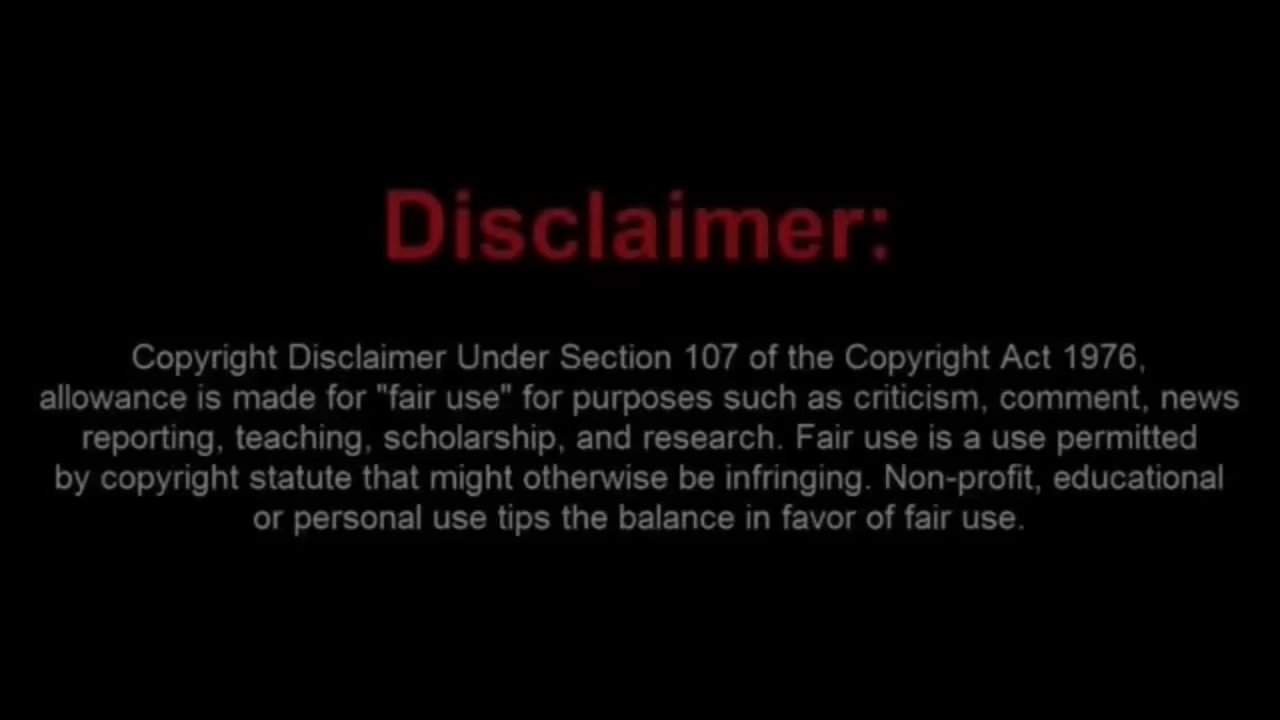 Disclaimer:
Copyright Disclaimer Under Section 107 of the Copyright Act 1976,
allowance is made for "fair use" for purposes such as criticism, comment, news
reporting, teaching, scholarship, and research. Fair use is a use permitted
by copyright statute that might otherwise be infringing. Non-profit, educational
or personal use tips the balance in favor of fair use.